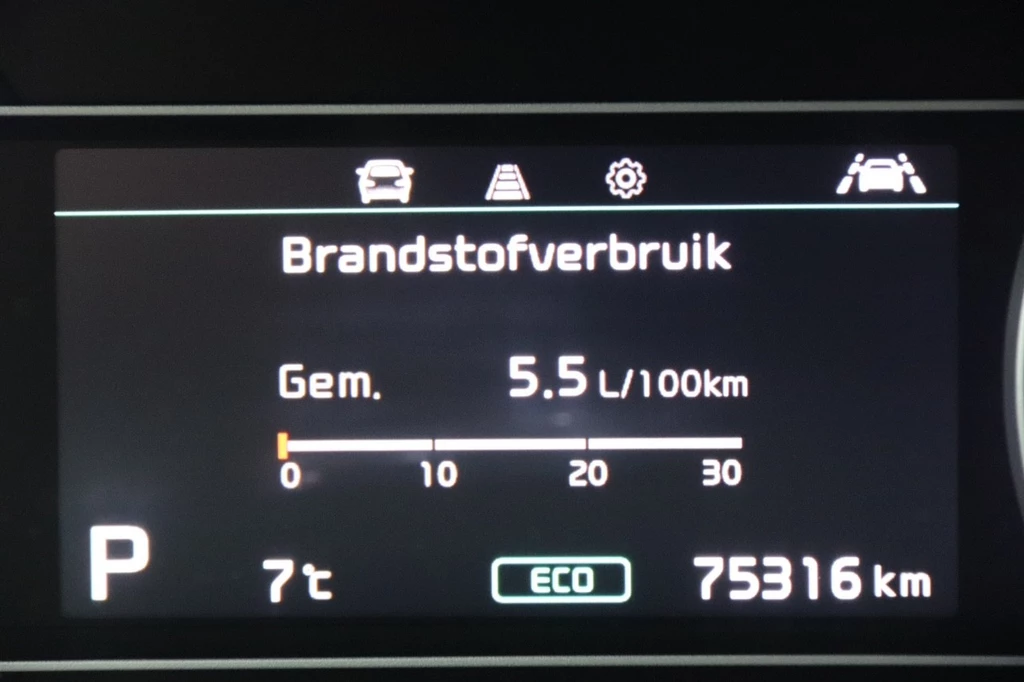 Brandstofverbruik
Gem. 5.5 L/100km
0 10 20 30
P 7℃ ECO 75316 km